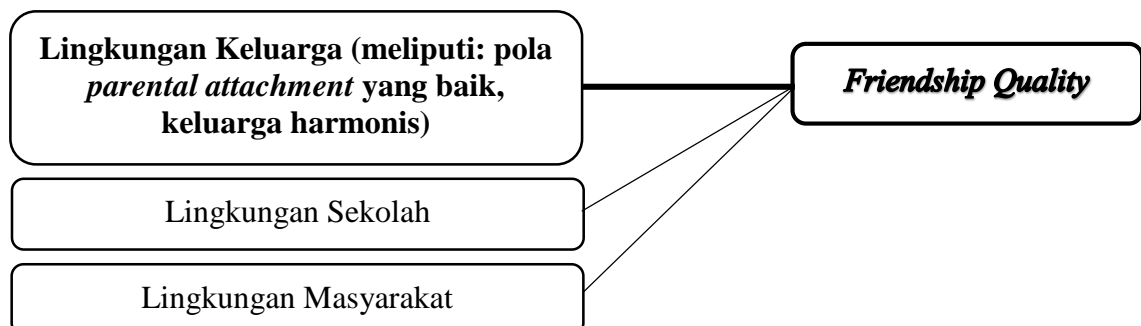 Lingkungan Keluarga (meliputi: pola
parental attachment yang baik,
keluarga harmonis)
Friendship Quality
Lingkungan Sekolah
Lingkungan Masyarakat